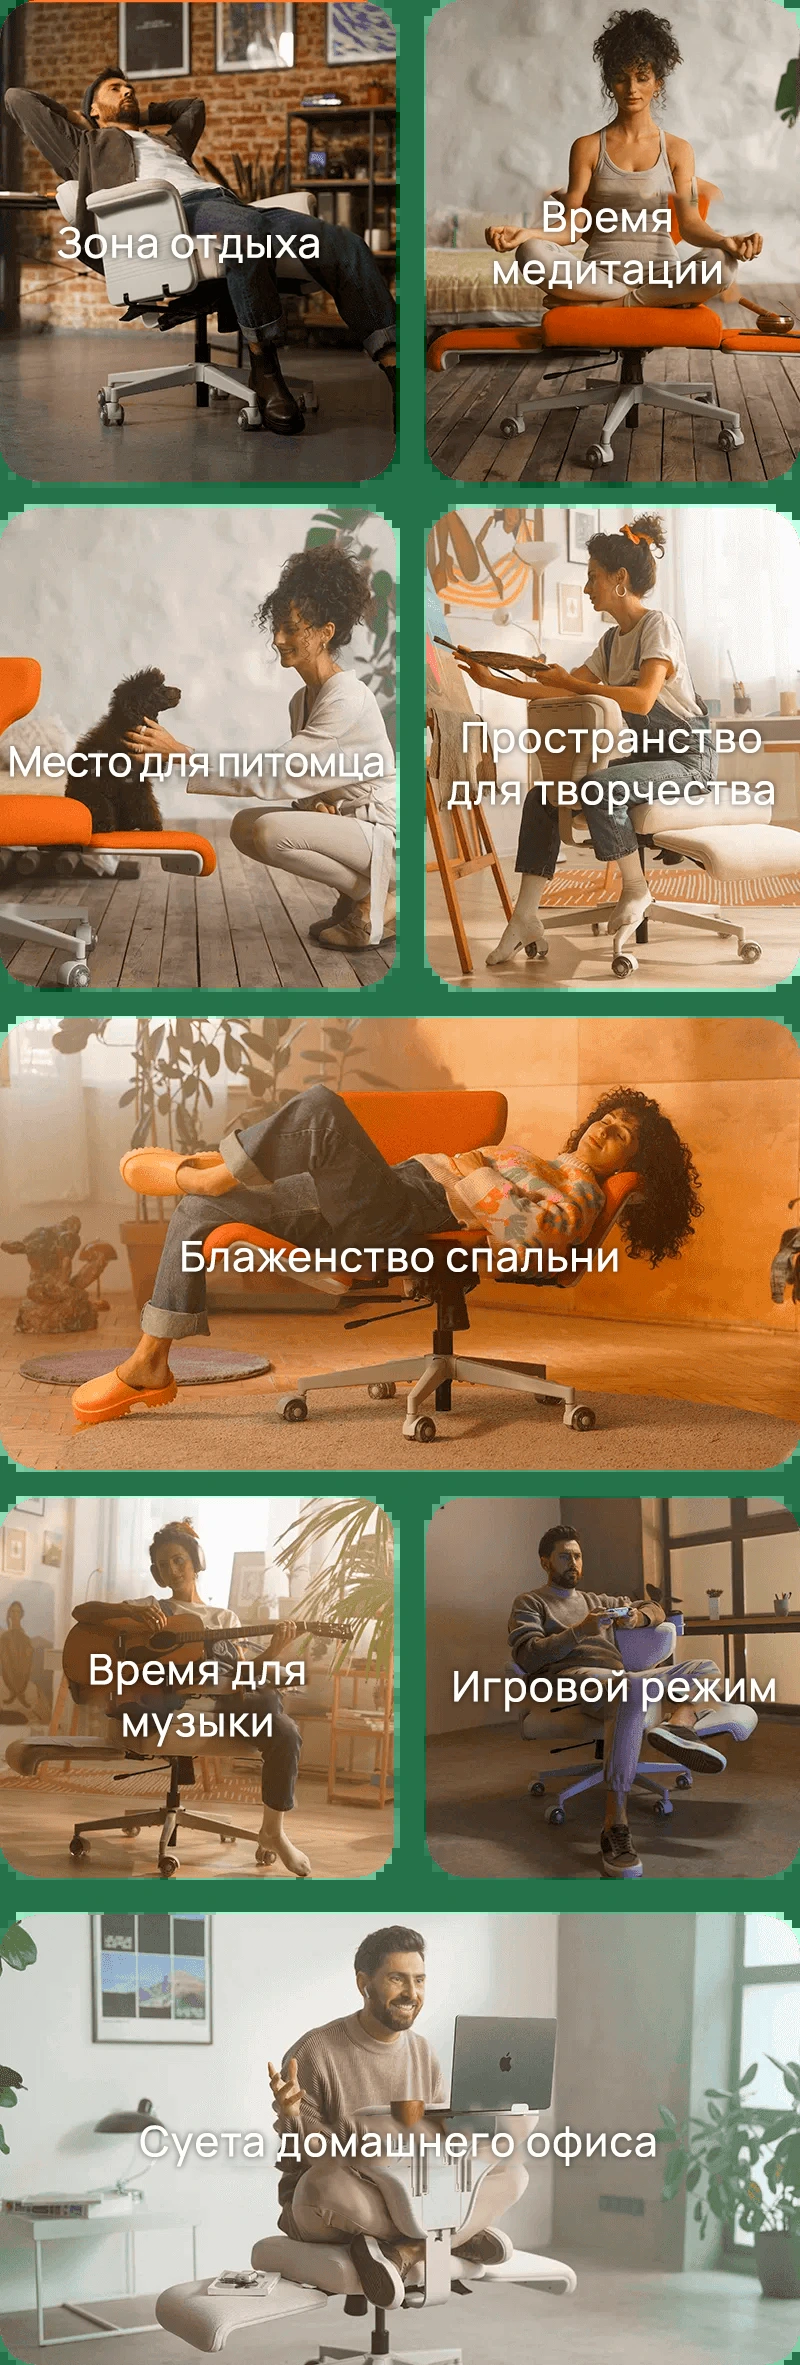 Зона отдыха
Время
медитации
Место для питомца
Пространство
для творчества
Блаженство спальни
Время для
музыки
Игровой режим
Суета домашнего офиса